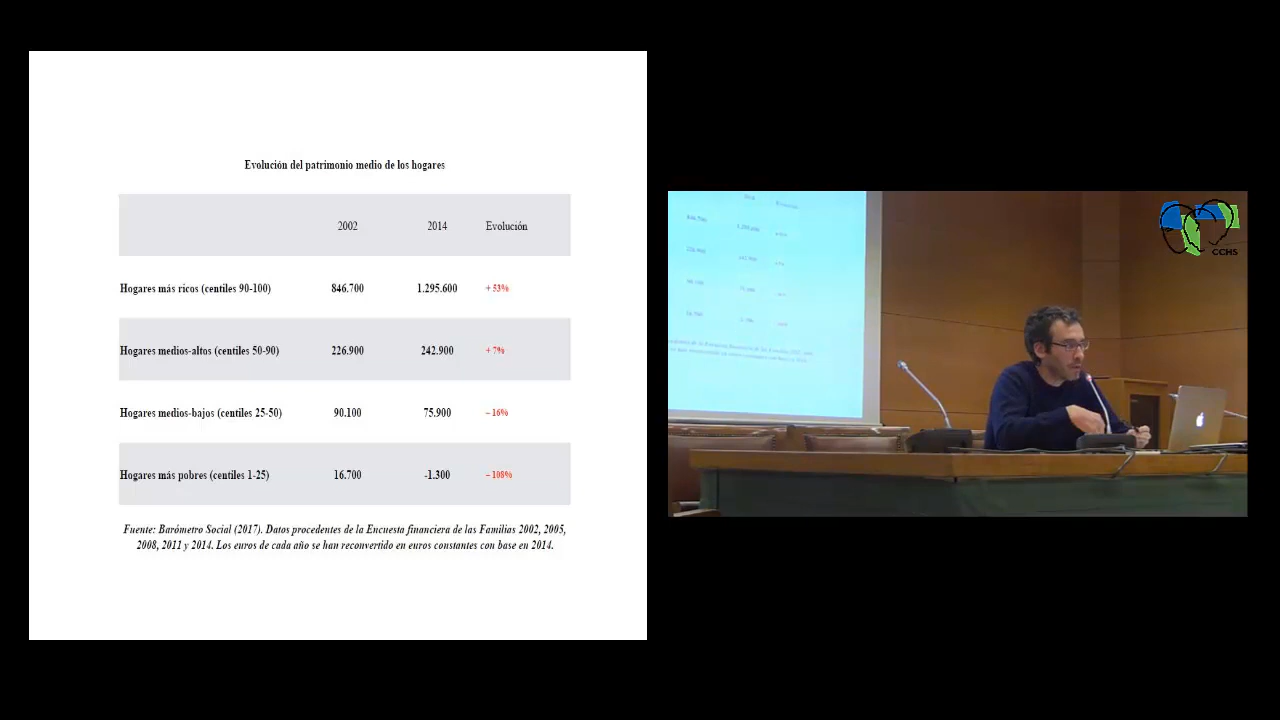 Evolución del patrimonio medio de los hogares
2002 2014 Evolución
Hogares más ricos (centiles 90-100) 846.700 1.295.600 + 53%
Hogares medios-altos (centiles 50-90) 226.900 242.900 + 7%
Hogares medios-bajos (centiles 25-50) 90.100 75.900 – 16%
Hogares más pobres (centiles 1-25) 16.700 -1.300 – 108%
Fuente: Barómetro Social (2017). Datos procedentes de la Encuesta financiera de las Familias 2002, 2005,
2008, 2011 y 2014. Los euros de cada año se han reconvertido en euros constantes con base en 2014.
CCHS